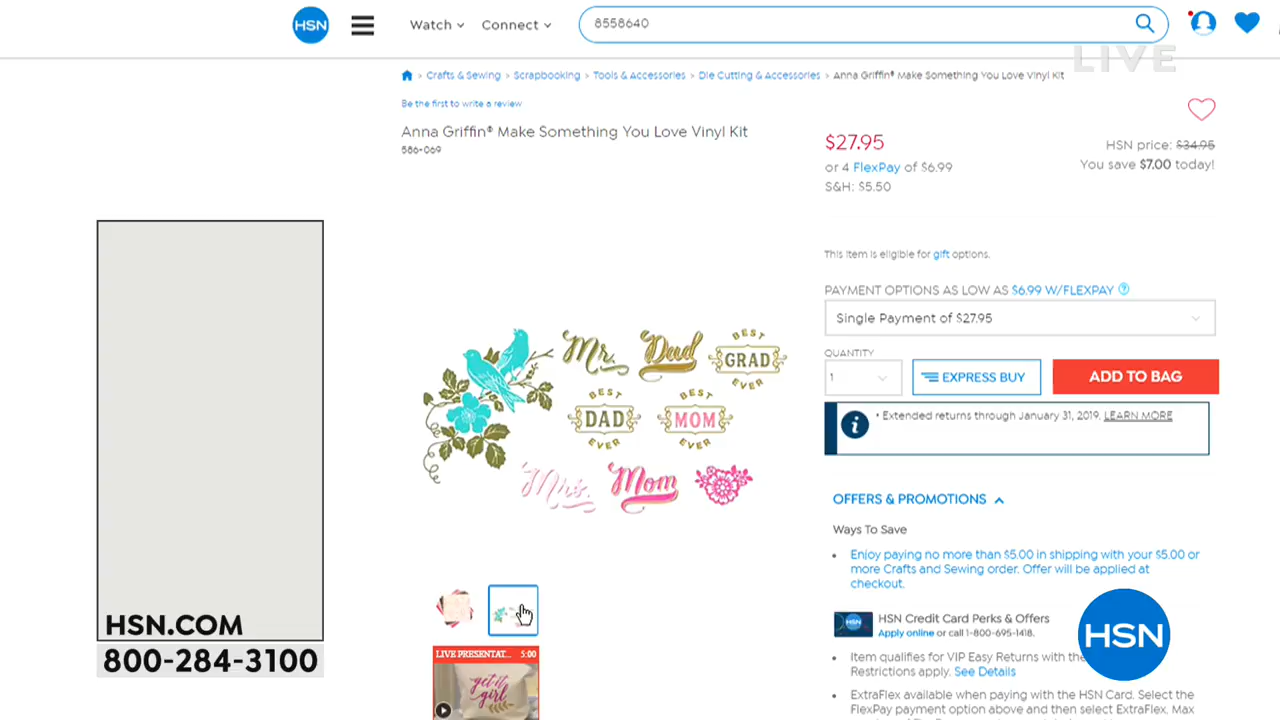 HSN
Watch
Connect
8558640
LIVE
Crafts & Sewing > Scrapbooking > Tools & Accessories > Die Cutting & Accessories > Anna Griffin® Make Something You Love Vinyl Kit
Be the first to write a review
Anna Griffin® Make Something You Love Vinyl Kit
586-069
$27.95
HSN price: $34.95
or 4 FlexPay of $6.99
You save $7.00 today!
S&H: $5.50
This item is eligible for gift options.
PAYMENT OPTIONS AS LOW AS $6.99 W/FLEXPAY ?
Single Payment of $27.95
QUANTITY
1
EXPRESS BUY
ADD TO BAG
i
• Extended returns through January 31, 2019. LEARN MORE
Mr.
Dad
BEST
GRAD
EVER
BEST
DAD
EVER
BEST
MOM
EVER
Mrs.
Mom
OFFERS & PROMOTIONS
Ways To Save
• Enjoy paying no more than $5.00 in shipping with your $5.00 or
more Crafts and Sewing order. Offer will be applied at
checkout.
HSN
HSN Credit Card Perks & Offers
Apply online or call 1-800-695-1418.
• Item qualifies for VIP Easy Returns with the
Restrictions apply. See Details
• ExtraFlex available when paying with the HSN Card. Select the
FlexPay payment option above and then select ExtraFlex. Max
HSN
LIVE PRESENTAT... 5:00
get it
girl
HSN.COM
800-284-3100